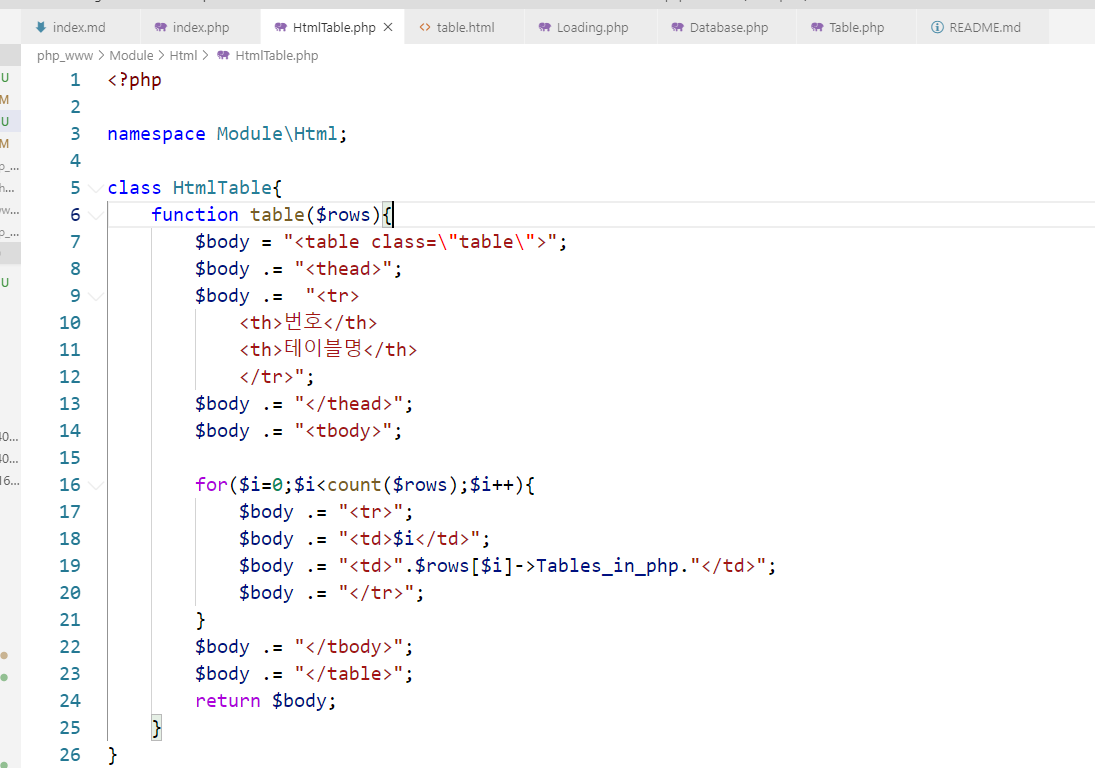 index.md index.php HtmlTable.php table.html Loading.php Database.php Table.php README.md
php_www > Module > Html > HtmlTable.php
U
M
U
M
U
1 <?php
2
3 namespace Module\Html;
4
5 class HtmlTable{
6 function table($rows){
7 $body = "<table class=\"table\">";
8 $body .= "<thead>";
9 $body .=  "<tr>
10 <th>번호</th>
11 <th>테이블명</th>
12 </tr>";
13 $body .= "</thead>";
14 $body .= "<tbody>";
15
16 for($i=0;$i<count($rows);$i++){
17 $body .= "<tr>";
18 $body .= "<td>$i</td>";
19 $body .= "<td>".$rows[$i]->Tables_in_php."</td>";
20 $body .= "</tr>";
21 }
22 $body .= "</tbody>";
23 $body .= "</table>";
24 return $body;
25 }
26 }